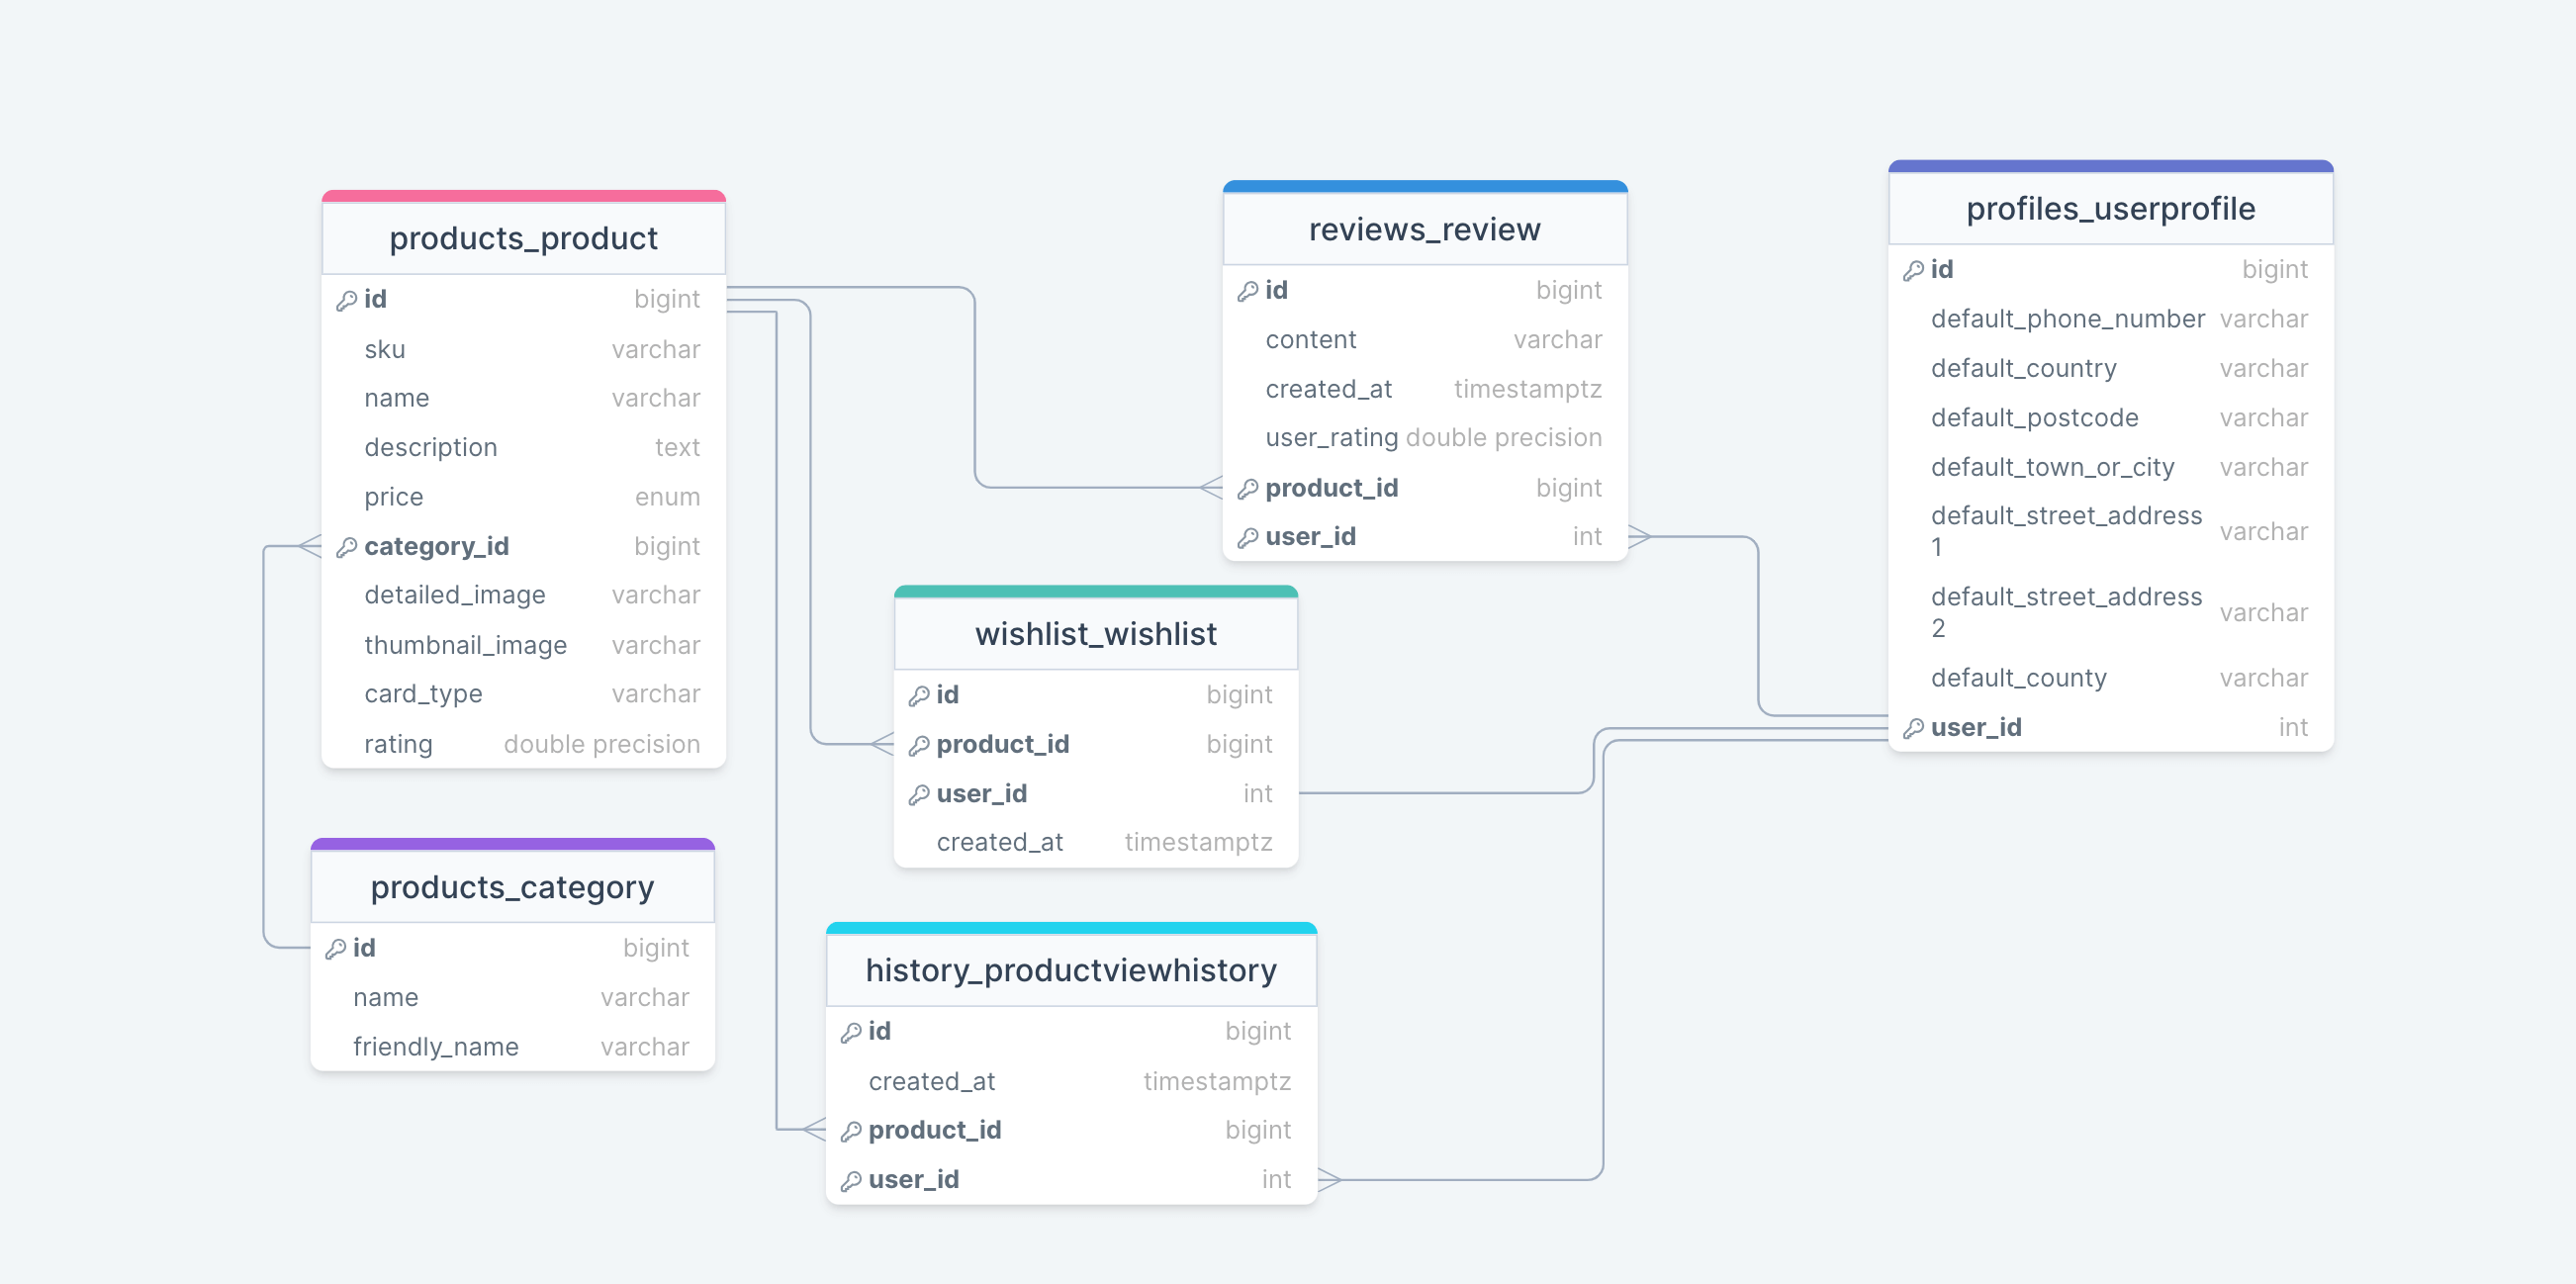 products_product
id bigint
sku varchar
name varchar
description text
price enum
category_id bigint
detailed_image varchar
thumbnail_image varchar
card_type varchar
rating double precision
products_category
id bigint
name varchar
friendly_name varchar
reviews_review
id bigint
content varchar
created_at timestamptz
user_rating double precision
product_id bigint
user_id int
wishlist_wishlist
id bigint
product_id bigint
user_id int
created_at timestamptz
history_productviewhistory
id bigint
created_at timestamptz
product_id bigint
user_id int
profiles_userprofile
id bigint
default_phone_number varchar
default_country varchar
default_postcode varchar
default_town_or_city varchar
default_street_address varchar
1
default_street_address varchar
2
default_county varchar
user_id int